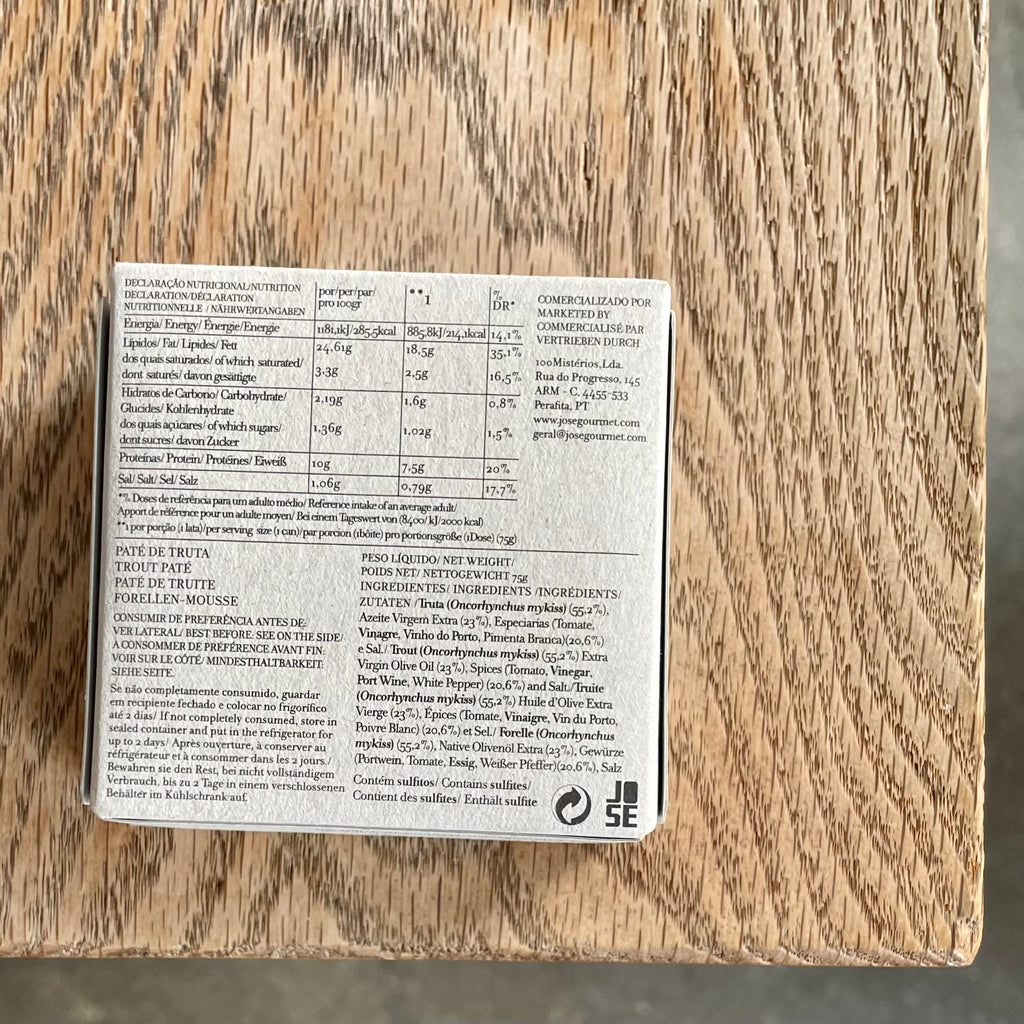 DECLARAÇÃO NUTRICIONAL/NUTRITION
DECLARATION/DÉCLARATION
NUTRITIONNELLE / NÄHRWERTANGABEN
por/per/par/
pro 100gr
**1
%
DR*
Energia/ Energy/ Énergie/Energie 1181,1kJ/285,5kcal 885,8kJ/214,1kcal 14,1%
Lípidos/ Fat/ Lipides/ Fett 24,61g 18,5g 35,1%
dos quais saturados/ of which saturated/
dont saturés/ davon gesättigte 3,3g 2,5g 16,5%
Hidratos de Carbono/ Carbohydrate/
Glucides/ Kohlenhydrate 2,19g 1,6g 0,8%
dos quais açúcares/ of which sugars/
dont sucres/ davon Zucker 1,36g 1,02g 1,5%
Proteínas/ Protein/ Protéines/ Eiweiß 10g 7,5g 20%
Sal/ Salt/ Sel/ Salz 1,06g 0,79g 17,7%
*% Doses de referência para um adulto médio/ Reference intake of an average adult/
Apport de référence pour un adulte moyen/ Bei einem Tageswert von (8400/ kJ/2000 kcal)
**1 por porção (1 lata)/per serving size (1 can)/par porcion (1boîte) pro portionsgröße (1Dose) (75g)
COMERCIALIZADO POR
MARKETED BY
COMMERCIALISÉ PAR
VERTRIEBEN DURCH
100Mistérios,Lda.
Rua do Progresso, 145
ARM - C. 4455-533
Perafita, PT
www.josegourmet.com
geral@josegourmet.com
PATÉ DE TRUTA
TROUT PATÉ
PATÉ DE TRUITE
FORELLEN-MOUSSE
CONSUMIR DE PREFERÊNCIA ANTES DE:
VER LATERAL/ BEST BEFORE: SEE ON THE SIDE/
À CONSOMMER DE PRÉFÉRENCE AVANT FIN:
VOIR SUR LE CÔTÉ/ MINDESTHALTBARKEIT:
SIEHE SEITE.
Se não completamente consumido, guardar
em recipiente fechado e colocar no frigorífico
até 2 dias/ If not completely consumed, store in
sealed container and put in the refrigerator for
up to 2 days/ Après ouverture, à conserver au
réfrigérateur et à consommer dans les 2 jours./
Bewahren sie den Rest, bei nicht vollständigem
Verbrauch, bis zu 2 Tage in einem verschlossenen
Behälter im Kühlschrank auf.
PESO LÍQUIDO/ NET WEIGHT/
POIDS NET/ NETTOGEWICHT 75g
INGREDIENTES/ INGREDIENTS /INGRÉDIENTS/
ZUTATEN /Truta (Oncorhynchus mykiss) (55,2%),
Azeite Virgem Extra (23%), Especiarias (Tomate,
Vinagre, Vinho do Porto, Pimenta Branca)(20,6%)
e Sal./ Trout (Oncorhynchus mykiss) (55,2%) Extra
Virgin Olive Oil (23%), Spices (Tomato, Vinegar,
Port Wine, White Pepper) (20,6%) and Salt./Truite
(Oncorhynchus mykiss) (55,2%) Huile d'Olive Extra
Vierge (23%), Épices (Tomate, Vinaigre, Vin du Porto,
Poivre Blanc) (20,6%) et Sel./ Forelle (Oncorhynchus
mykiss) (55,2%), Native Olivenöl Extra (23%), Gewürze
(Portwein, Tomate, Essig, Weißer Pfeffer)(20,6%), Salz
Contém sulfitos/ Contains sulfites/
Contient des sulfites/ Enthält sulfite
JO
SE